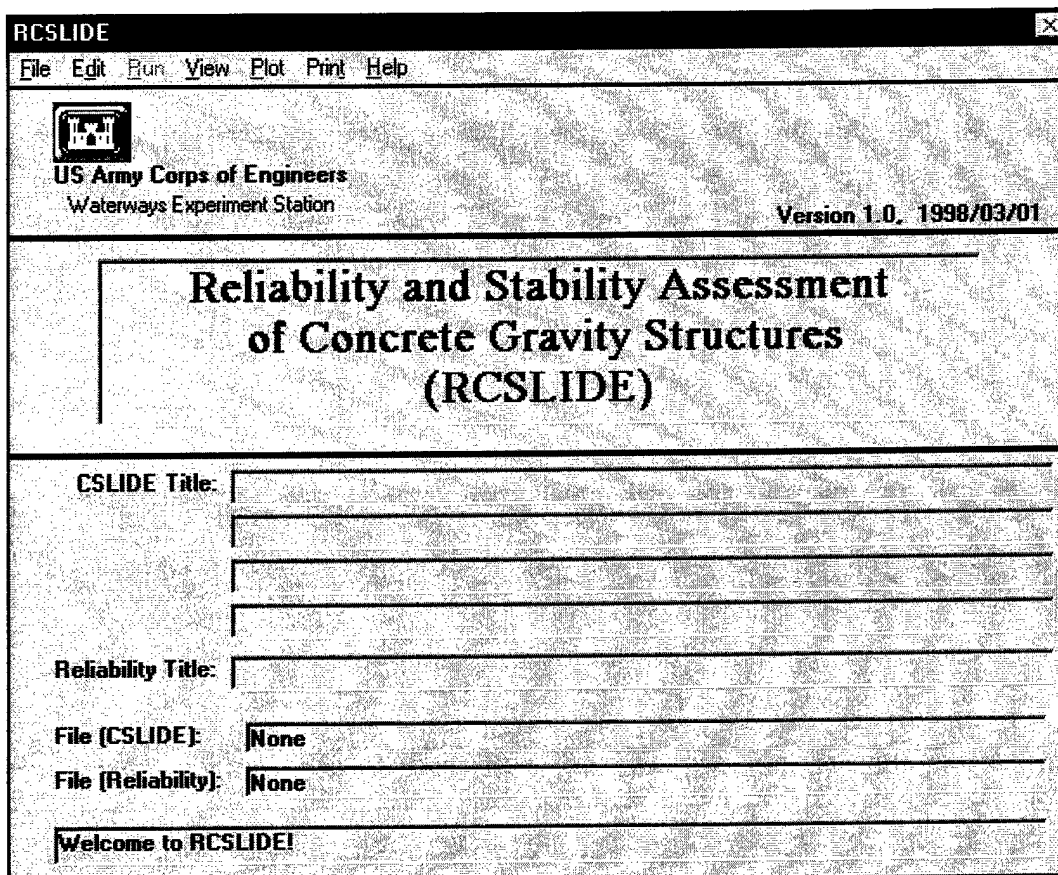 RCSLIDE
File Edit Run View Plot Print Help
US Army Corps of Engineers
Waterways Experiment Station
Version 1.0, 1998/03/01
Reliability and Stability Assessment
of Concrete Gravity Structures
(RCSLIDE)
CSLIDE Title:
Reliability Title:
File (CSLIDE): None
File (Reliability): None
Welcome to RCSLIDE!